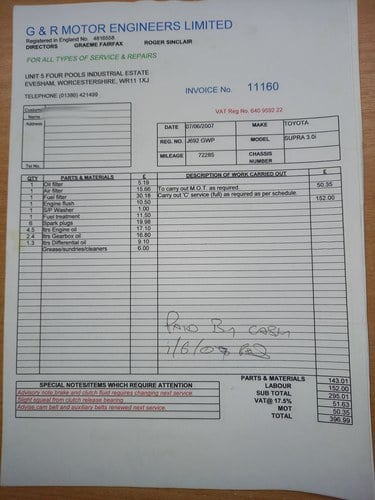 G & R MOTOR ENGINEERS LIMITED
Registered in England No. 4816558
DIRECTORS GRAEME FAIRFAX ROGER SINCLAIR
FOR ALL TYPES OF SERVICE & REPAIRS
UNIT 5 FOUR POOLS INDUSTRIAL ESTATE
EVESHAM, WORCESTERSHIRE, WR11 1XJ
TELEPHONE (01386) 421499
INVOICE No. 11160
VAT Reg No. 640 9592 22
Customer
Name
Address
Tel No.
DATE 07/06/2007 MAKE TOYOTA
REG. NO. J692 GWP MODEL SUPRA 3.0i
MILEAGE 72285 CHASSIS NUMBER
QTY PARTS & MATERIALS £ DESCRIPTION OF WORK CARRIED OUT £
1 Oil filter 5.19
1 Air filter 15.66 To carry out M.O.T. as required. 50.35
1 Fuel filter 30.18 Carry out 'C' service (full) as required as per schedule. 152.00
1 Engine flush 10.50
1 S/P Washer 1.00
1 Fuel treatment 11.50
6 Spark plugs 19.98
4.5 ltrs Engine oil 17.10
2.4 ltrs Gearbox oil 16.80
1.3 ltrs Differential oil 9.10
Grease/sundries/cleaners 6.00
PAID BY CASH
SPECIAL NOTES/ITEMS WHICH REQUIRE ATTENTION
Advisory note brake and clutch fluid requires changing next service.
Slight squeal from clutch release bearing
Advise cam belt and auxiliary belts renewed next service.
PARTS & MATERIALS 143.01
LABOUR 152.00
SUB TOTAL 295.01
VAT@ 17.5% 51.63
MOT 50.35
TOTAL 396.99